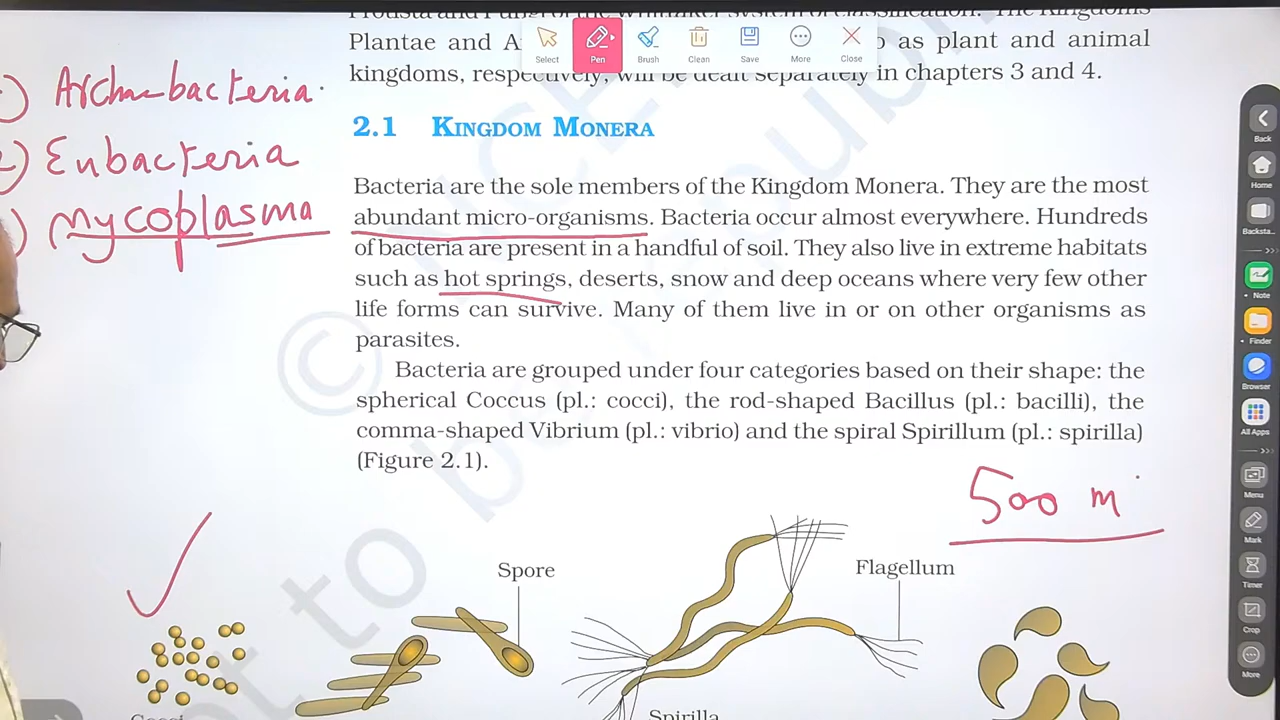 Plantae and
as plant and animal
kingdoms, respectively, will be dealt separately in chapters 3 and 4.
Select Pen Brush Clean Save More Close
Archaebacteria.
Eubacteria
Mycoplasma
2.1 KINGDOM MONERA
Bacteria are the sole members of the Kingdom Monera. They are the most
abundant micro-organisms. Bacteria occur almost everywhere. Hundreds
of bacteria are present in a handful of soil. They also live in extreme habitats
such as hot springs, deserts, snow and deep oceans where very few other
life forms can survive. Many of them live in or on other organisms as
parasites.
Bacteria are grouped under four categories based on their shape: the
spherical Coccus (pl.: cocci), the rod-shaped Bacillus (pl.: bacilli), the
comma-shaped Vibrium (pl.: vibrio) and the spiral Spirillum (pl.: spirilla)
(Figure 2.1).
500 m
Spore
Flagellum
Cocci
Spirilla
Back
Home
Backsta...
Note
Finder
Browser
All Apps
Menu
Mark
Timer
Crop
More